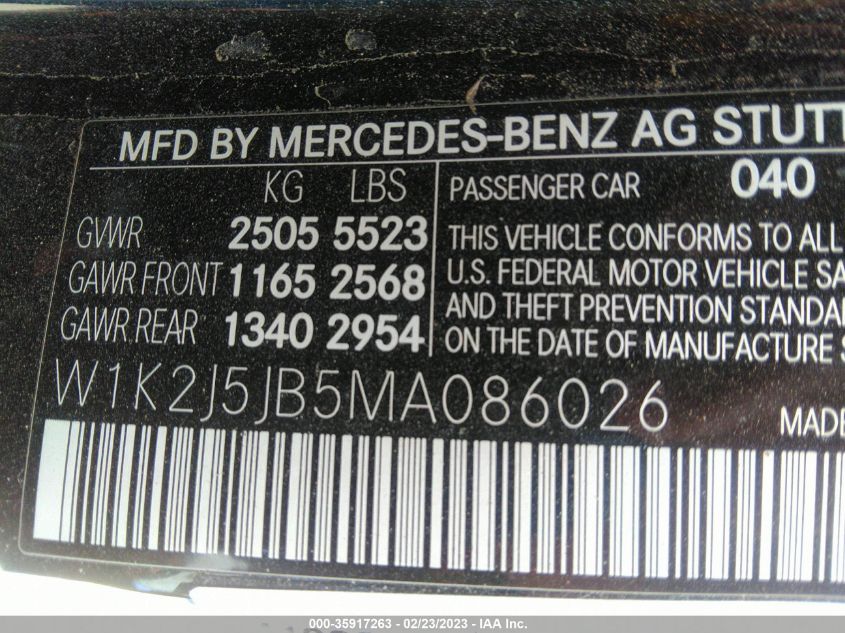 MFD BY MERCEDES-BENZ AG STUTT
KG LBS
GVWR 2505 5523
GAWR FRONT 1165 2568
GAWR REAR 1340 2954
PASSENGER CAR 040
THIS VEHICLE CONFORMS TO ALL
U.S. FEDERAL MOTOR VEHICLE SA
AND THEFT PREVENTION STANDA
ON THE DATE OF MANUFACTURE S
W1K2J5JB5MA086026
MADE
000-35917263 - 02/23/2023 - IAA Inc.